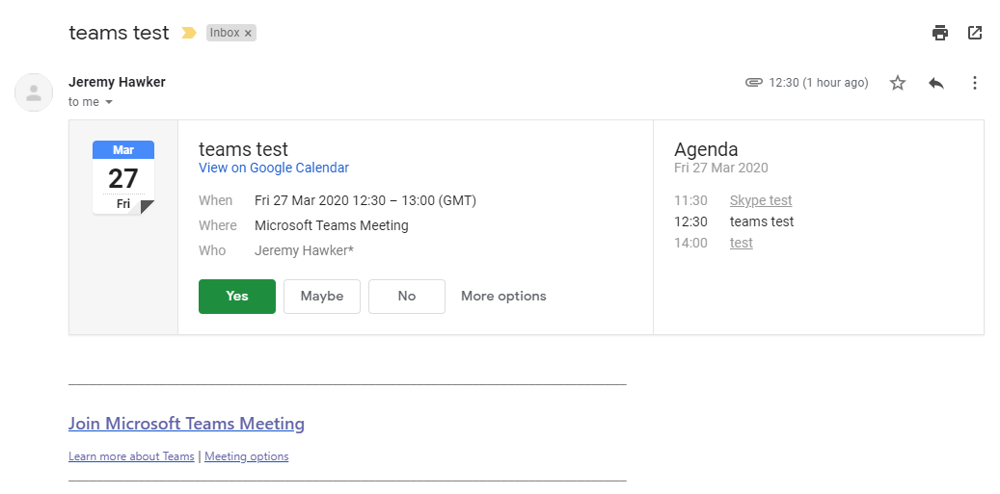 teams test Inbox ×
Jeremy Hawker 12:30 (1 hour ago)
to me
Mar
27
Fri
teams test
View on Google Calendar
When Fri 27 Mar 2020 12:30 – 13:00 (GMT)
Where Microsoft Teams Meeting
Who Jeremy Hawker*
Yes Maybe No More options
Agenda
Fri 27 Mar 2020
11:30 Skype test
12:30 teams test
14:00 test
Join Microsoft Teams Meeting
Learn more about Teams | Meeting options